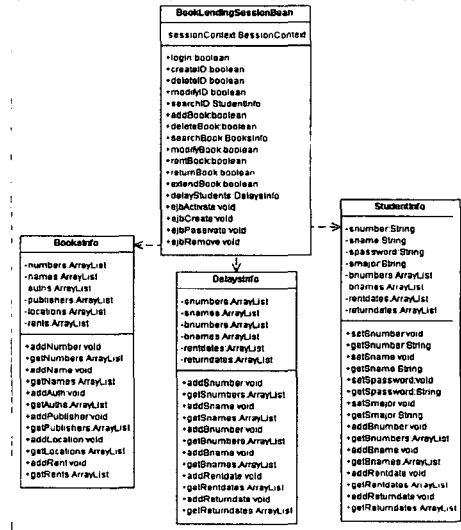 BookLendingSessionBean
sessionContext:SessionContext
+login:boolean
+createID:boolean
+deleteID:boolean
+modifyID:boolean
+searchID:StudentInfo
+addBook:boolean
+deleteBook:boolean
+searchBook:BooksInfo
+modifyBook:boolean
+rentBook:boolean
+returnBook:boolean
+extendBook:boolean
+delayStudents:DelaysInfo
+ejbActivate:void
+ejbCreate:void
+ejbPassivate:void
+ejbRemove:void
BooksInfo
-numbers:ArrayList
-names:ArrayList
auths:ArrayList
-publishers:ArrayList
-locations:ArrayList
-rents:ArrayList
+addNumber:void
+getNumbers:ArrayList
+addName:void
+getNames:ArrayList
+addAuth:void
+getAuths:ArrayList
+addPublisher:void
+getPublishers:ArrayList
+addLocation:void
+getLocations:ArrayList
+addRent:void
+getRents:ArrayList
DelaysInfo
-snumbers:ArrayList
-snames:ArrayList
-bnumbers:ArrayList
-bnames:ArrayList
-rentdates:ArrayList
-returndates:ArrayList
+addSnumber:void
+getSnumbers:ArrayList
+addSname:void
+getSnames:ArrayList
+addBnumber:void
+getBnumbers:ArrayList
+addBname:void
+getBnames:ArrayList
+addRentdate:void
+getRentdates:ArrayList
+addReturndate:void
+getReturndates:ArrayList
StudentInfo
-snumber:String
-sname:String
-spassword:String
-smajor:String
-bnumbers:ArrayList
bnames:ArrayList
-rentdates:ArrayList
-returndates:ArrayList
+setSnumber:void
+getSnumber:String
+setSname:void
+getSname:String
+setSpassword:void
+getSpassword:String
+setSmajor:void
+getSmajor:String
+addBnumber:void
+getBnumbers:ArrayList
+addBname:void
+getBnames:ArrayList
+addRentdate:void
+getRentdates:ArrayList
+addReturndate:void
+getReturndates:ArrayList